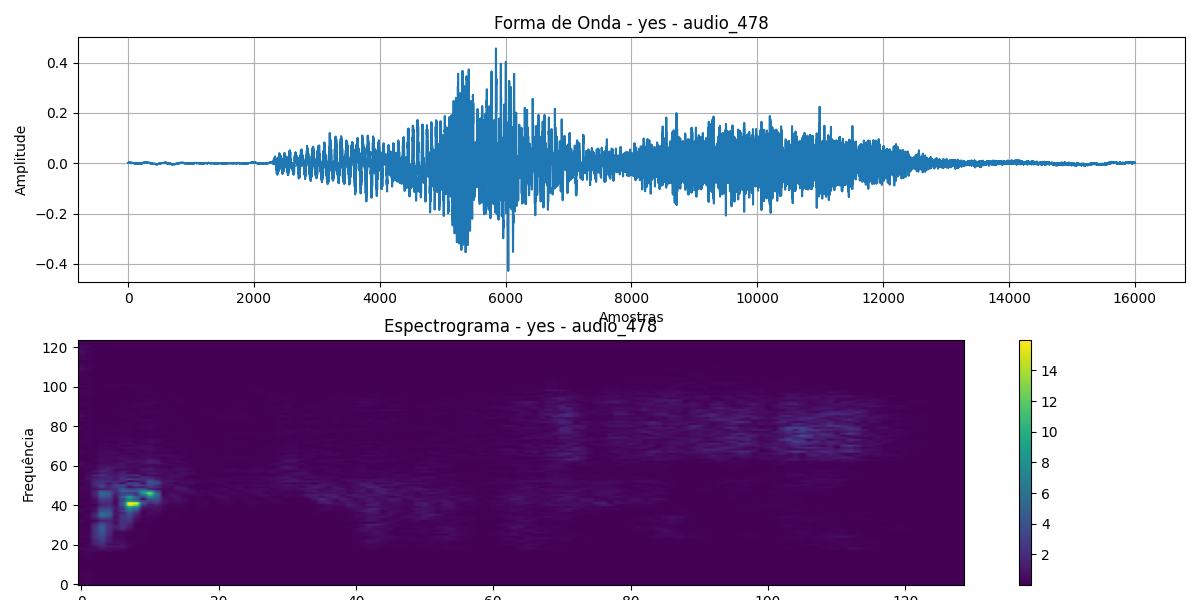 Forma de Onda - yes - audio_478
Amplitude
0.4
0.2
0.0
−0.2
−0.4
0 2000 4000 6000 8000 10000 12000 14000 16000
Amostras
Espectrograma - yes - audio_478
Frequência
120
100
80
60
40
20
0
0 20 40 60 80 100 120
14
12
10
8
6
4
2